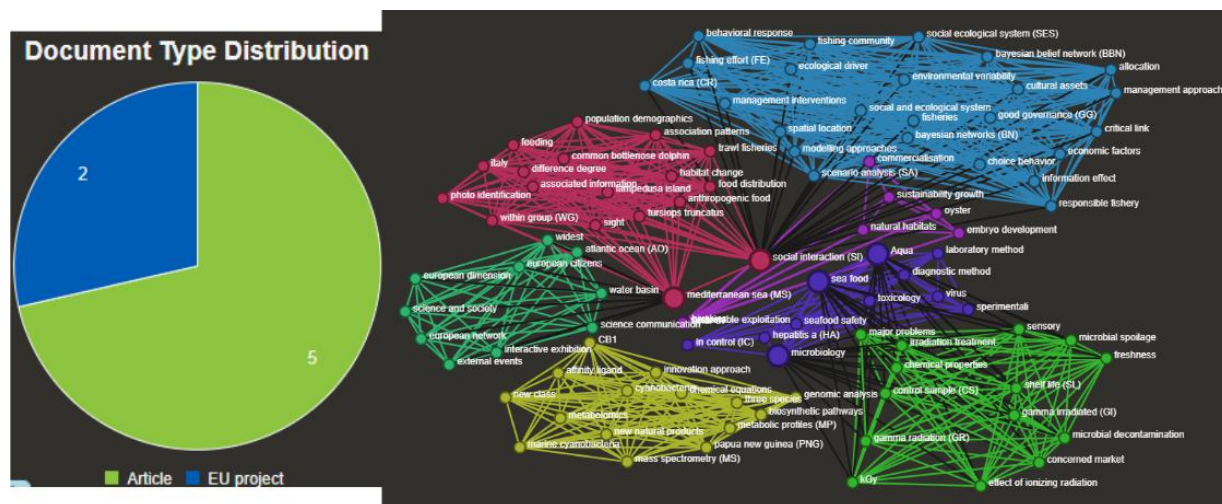 Document Type Distribution
2
5
Article
EU project
behavioral response
fishing community
social ecological system (SES)
fishing effort (FE)
ecological driver
bayesian belief network (BBN)
allocation
costa rica (CR)
environmental variability
cultural assets
management approach
management interventions
social and ecological system
fisheries
good governance (GG)
population demographics
association patterns
spatial location
bayesian networks (BN)
critical link
feeding
trawl fisheries
modelling approaches
commercialisation
choice behavior
economic factors
italy
common bottlenose dolphin
difference degree
habitat change
scenario analysis (SA)
information effect
associated information
lampedusa island
food distribution
photo identification
anthropogenic food
sustainability growth
responsible fishery
within group (WG)
sight
tursiops truncatus
oyster
natural habitats
embryo development
widest
atlantic ocean (AO)
european citizens
social interaction (SI)
Aqua
laboratory method
european dimension
sea food
diagnostic method
water basin
mediterranean sea (MS)
toxicology
virus
science and society
sperimentali
science communication
exploitation
seafood safety
european network
CB1
in control (IC)
hepatitis a (HA)
major problems
sensory
interactive exhibition
external events
microbiology
irradiation treatment
microbial spoilage
freshness
affinity ligand
innovation approach
chemical properties
new class
cyanobacteria
chemical equations
three species
genomic analysis
control sample (CS)
shelf life (SL)
metabolomics
biosynthetic pathways
gamma irradiated (GI)
new natural products
metabolic profiles (MP)
marine cyanobacteria
papua new guinea (PNG)
gamma radiation (GR)
microbial decontamination
mass spectrometry (MS)
concerned market
kGy
effect of ionizing radiation